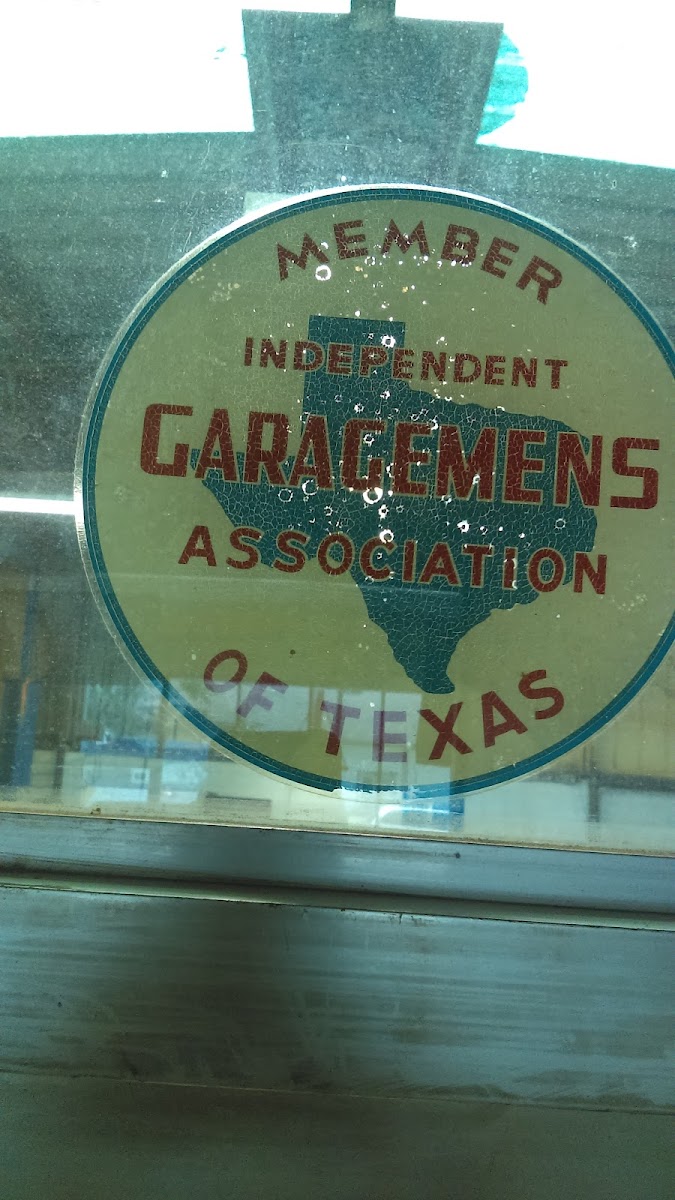 MEMBER
INDEPENDENT
GARAGEMENS
ASSOCIATION
OF TEXAS